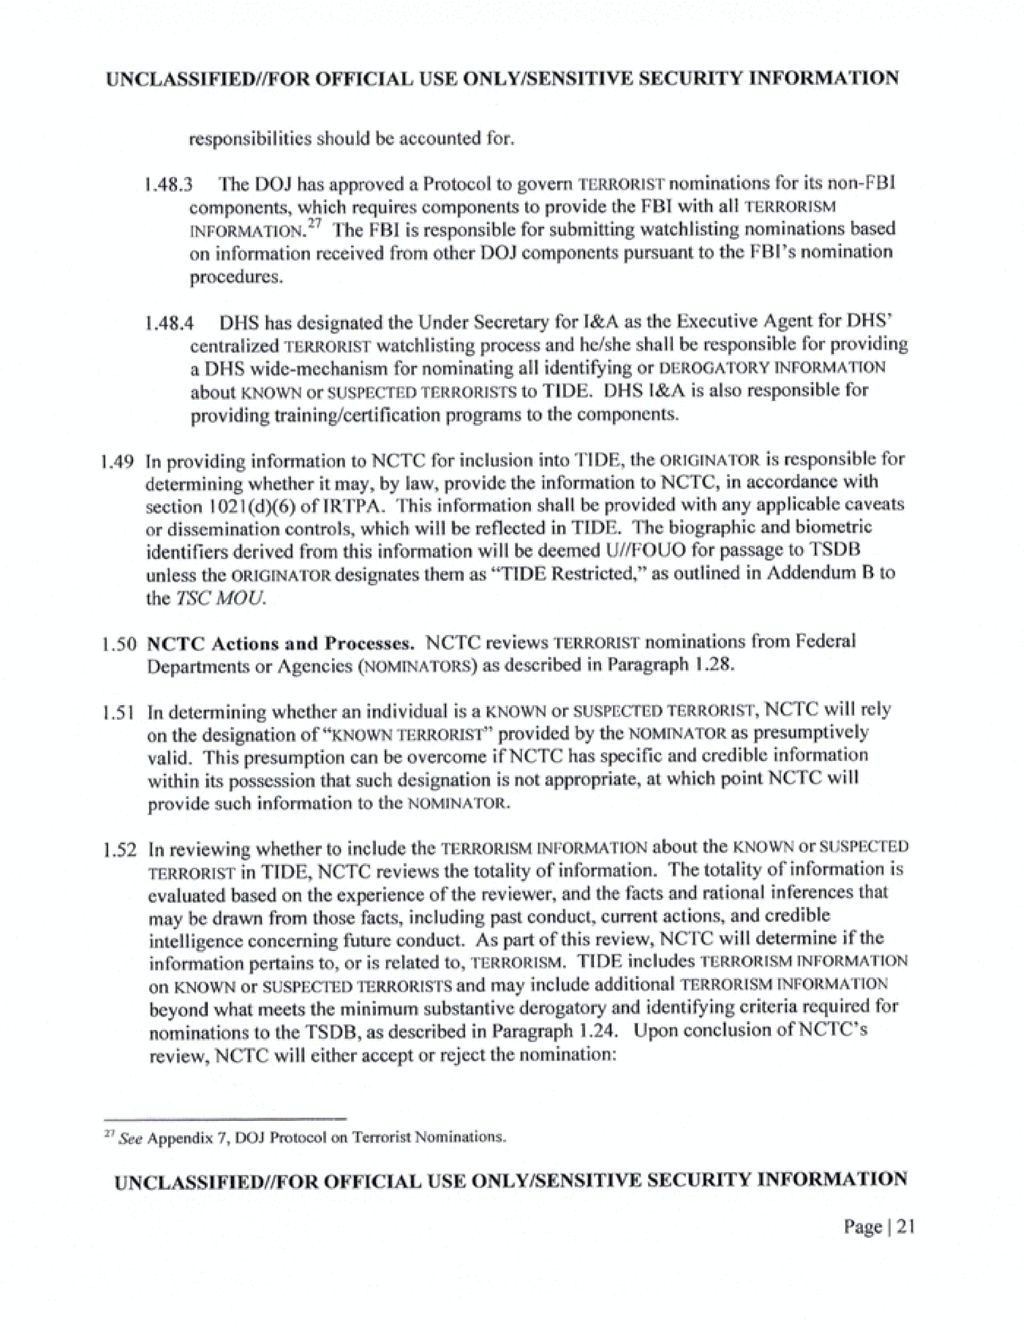 UNCLASSIFIED//FOR OFFICIAL USE ONLY/SENSITIVE SECURITY INFORMATION
responsibilities should be accounted for.
1.48.3 The DOJ has approved a Protocol to govern TERRORIST nominations for its non-FBI
components, which requires components to provide the FBI with all TERRORISM
INFORMATION.27 The FBI is responsible for submitting watchlisting nominations based
on information received from other DOJ components pursuant to the FBI's nomination
procedures.
1.48.4 DHS has designated the Under Secretary for I&A as the Executive Agent for DHS'
centralized TERRORIST watchlisting process and he/she shall be responsible for providing
a DHS wide-mechanism for nominating all identifying or DEROGATORY INFORMATION
about KNOWN or SUSPECTED TERRORISTS to TIDE. DHS I&A is also responsible for
providing training/certification programs to the components.
1.49 In providing information to NCTC for inclusion into TIDE, the ORIGINATOR is responsible for
determining whether it may, by law, provide the information to NCTC, in accordance with
section 1021(d)(6) of IRTPA. This information shall be provided with any applicable caveats
or dissemination controls, which will be reflected in TIDE. The biographic and biometric
identifiers derived from this information will be deemed U//FOUO for passage to TSDB
unless the ORIGINATOR designates them as "TIDE Restricted," as outlined in Addendum B to
the TSC MOU.
1.50 NCTC Actions and Processes. NCTC reviews TERRORIST nominations from Federal
Departments or Agencies (NOMINATORS) as described in Paragraph 1.28.
1.51 In determining whether an individual is a KNOWN or SUSPECTED TERRORIST, NCTC will rely
on the designation of "KNOWN TERRORIST" provided by the NOMINATOR as presumptively
valid. This presumption can be overcome if NCTC has specific and credible information
within its possession that such designation is not appropriate, at which point NCTC will
provide such information to the NOMINATOR.
1.52 In reviewing whether to include the TERRORISM INFORMATION about the KNOWN or SUSPECTED
TERRORIST in TIDE, NCTC reviews the totality of information. The totality of information is
evaluated based on the experience of the reviewer, and the facts and rational inferences that
may be drawn from those facts, including past conduct, current actions, and credible
intelligence concerning future conduct. As part of this review, NCTC will determine if the
information pertains to, or is related to, TERRORISM. TIDE includes TERRORISM INFORMATION
on KNOWN or SUSPECTED TERRORISTS and may include additional TERRORISM INFORMATION
beyond what meets the minimum substantive derogatory and identifying criteria required for
nominations to the TSDB, as described in Paragraph 1.24. Upon conclusion of NCTC's
review, NCTC will either accept or reject the nomination:
27 See Appendix 7, DOJ Protocol on Terrorist Nominations.
UNCLASSIFIED//FOR OFFICIAL USE ONLY/SENSITIVE SECURITY INFORMATION
Page | 21